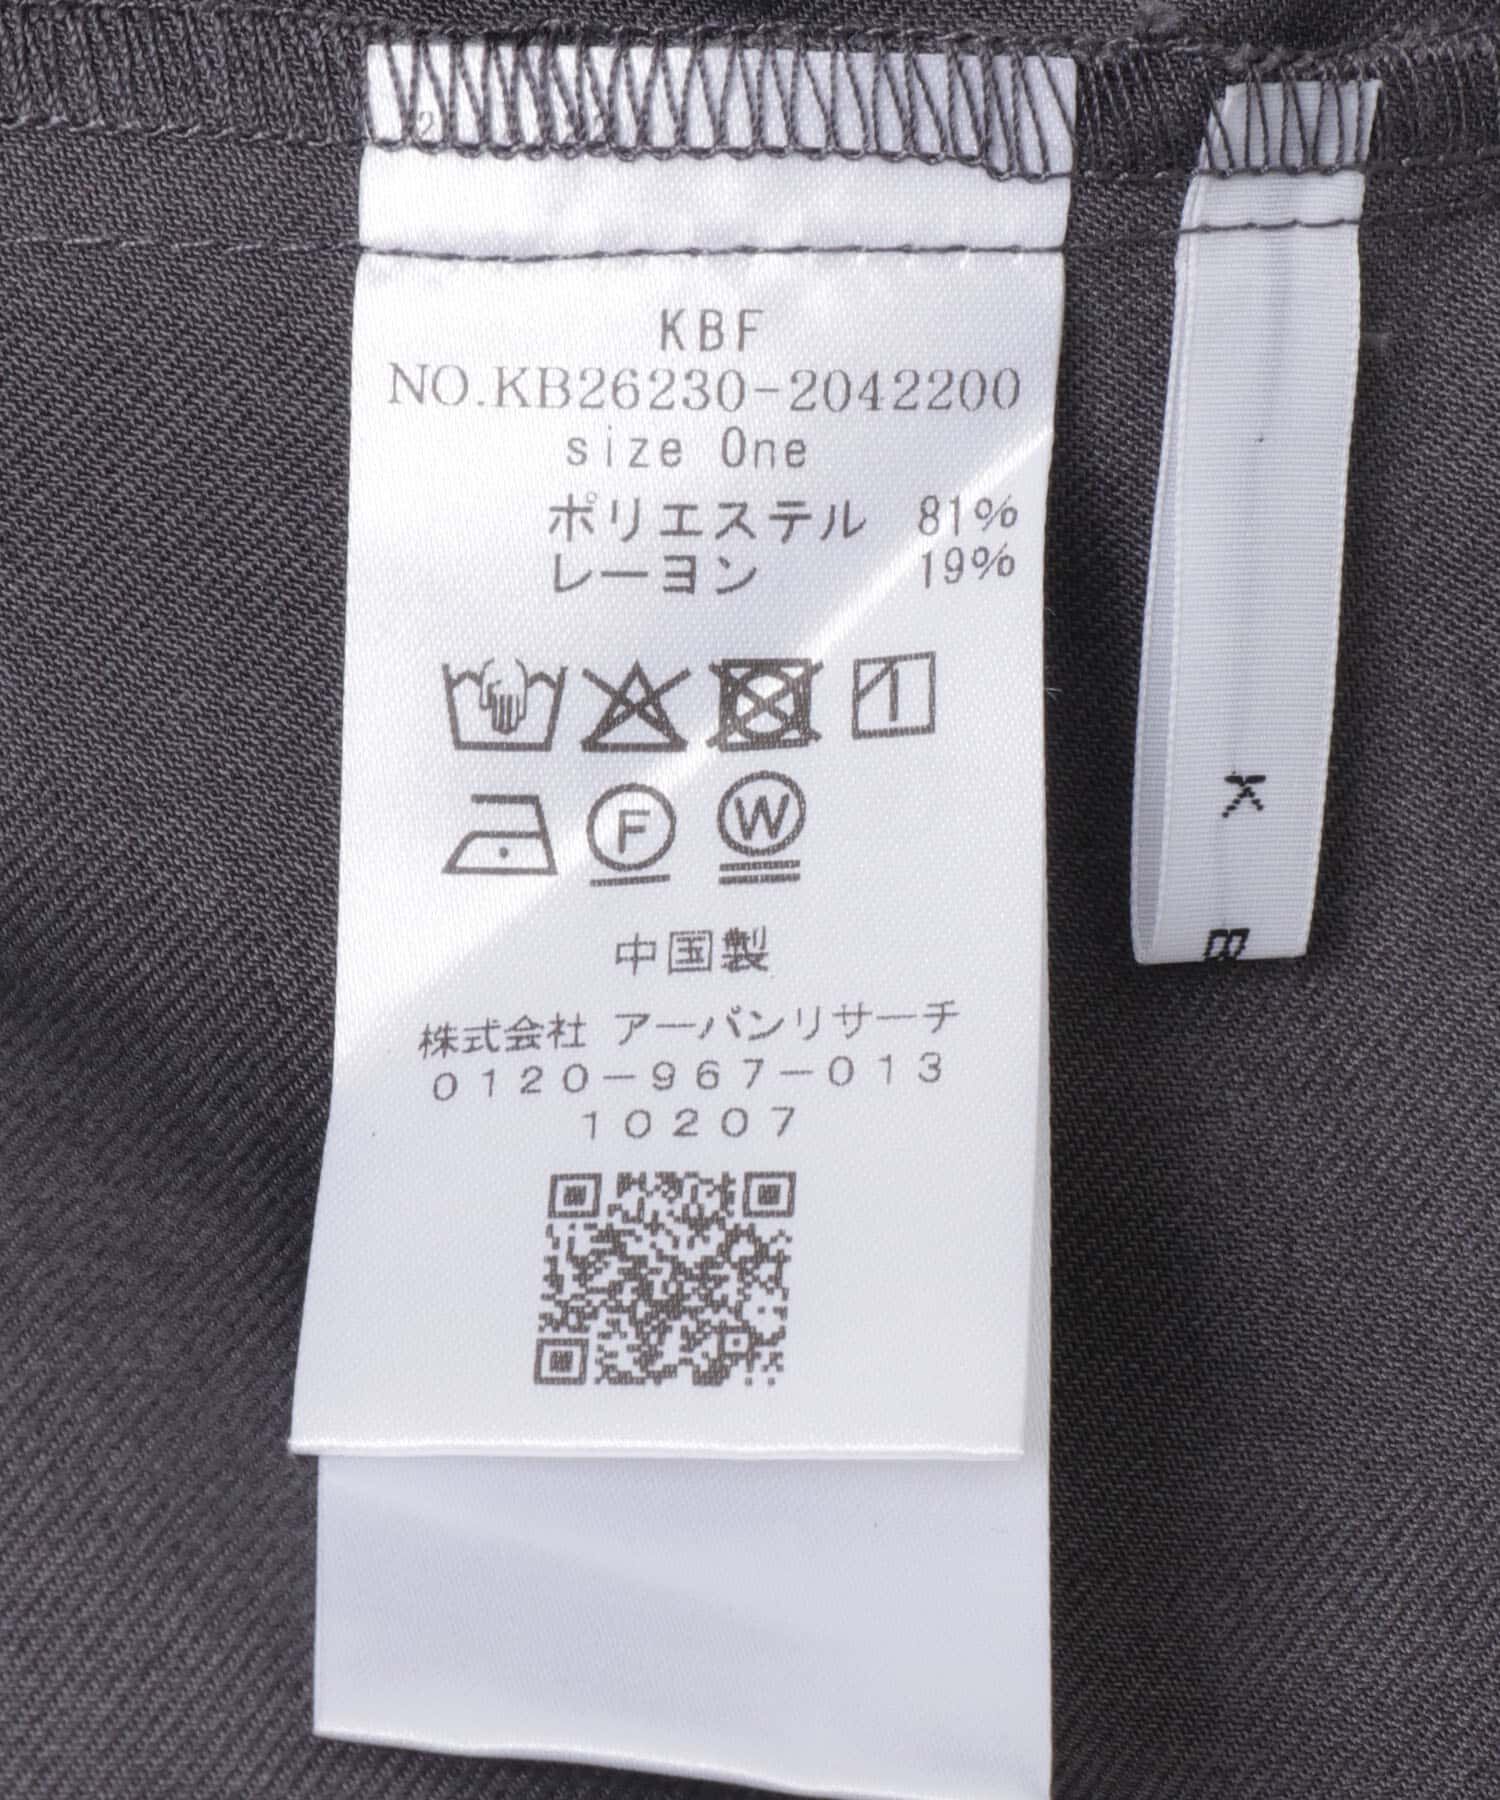 KBF
NO.KB26230-2042200
size One
ポリエステル 81%
レーヨン 19%
F W
中国製
株式会社 アーバンリサーチ
0120-967-013
10207
K
B